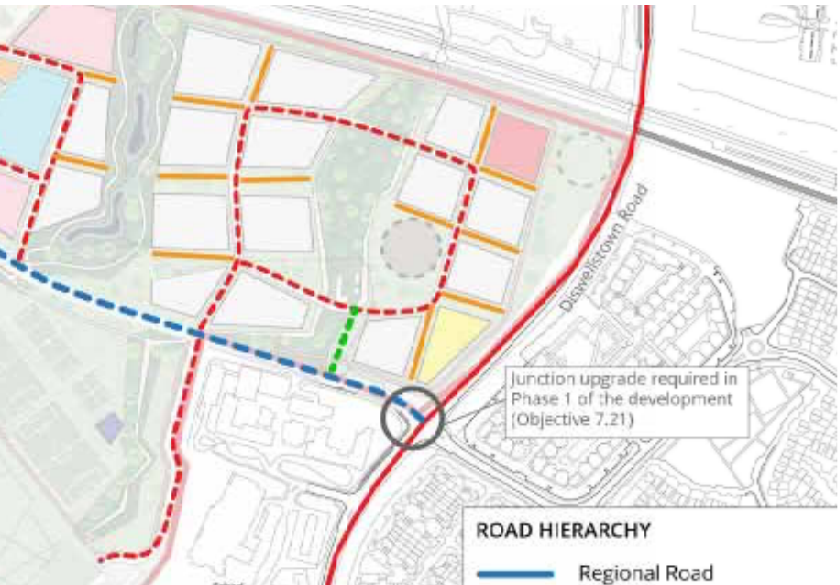 Diswellstown Road
Junction upgrade required in
Phase 1 of the development
(Objective 7.21)
ROAD HIERARCHY
Regional Road